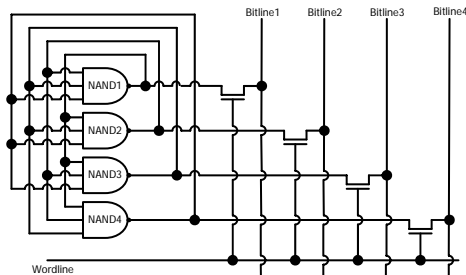 Bitline1 Bitline2 Bitline3 Bitline4
NAND1
NAND2
NAND3
NAND4
Wordline